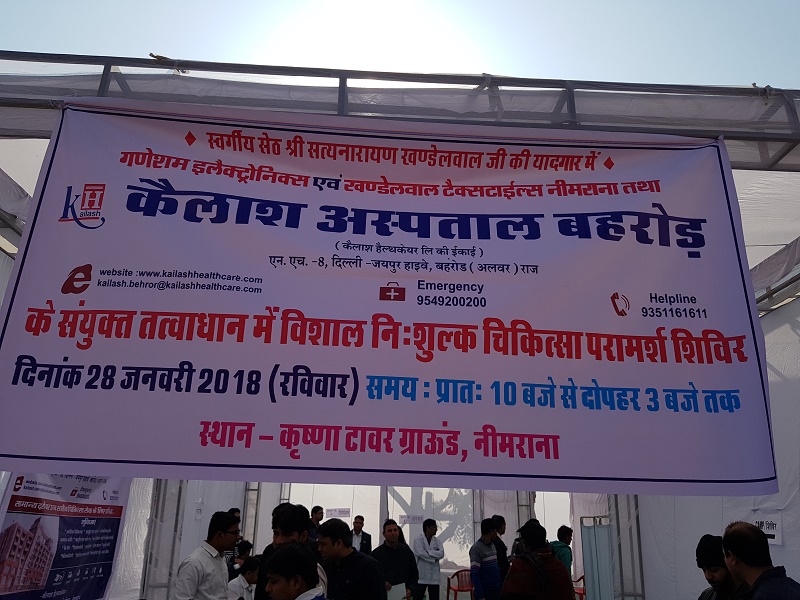 स्वर्गीय सेठ श्री सत्यनारायण खण्डेलवाल जी की यादगार में
गणेशम इलैक्ट्रोनिक्स एवं खण्डेलवाल टैक्सटाईल्स नीमराना तथा
kH
ailash
कैलाश अस्पताल बहरोड़
( कैलाश हैल्थकेयर लि की ईकाई )
एन. एच. -8, दिल्ली -जयपुर हाइवे, बहरोड ( अलवर ) राज
website :www.kailashhealthcare.com
kailash.behror@kailashhealthcare.com
Emergency
9549200200
Helpline
9351161611
के संयुक्त तत्वाधान में विशाल निःशुल्क चिकित्सा परामर्श शिविर
दिनांक 28 जनवरी 2018 (रविवार) समय : प्रातः 10 बजे से दोपहर 3 बजे तक
स्थान – कृष्णा टावर ग्राऊंड, नीमराना